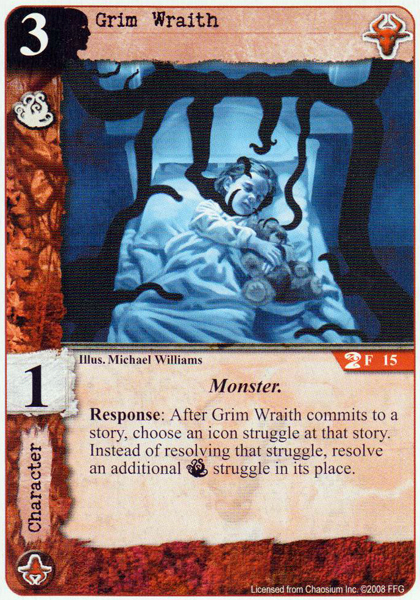 3
Grim Wraith
Illus. Michael Williams
F 15
1
Monster.
Response: After Grim Wraith commits to a
story, choose an icon struggle at that story.
Instead of resolving that struggle, resolve
an additional struggle in its place.
Character
Licensed from Chaosium Inc. ©2008 FFG